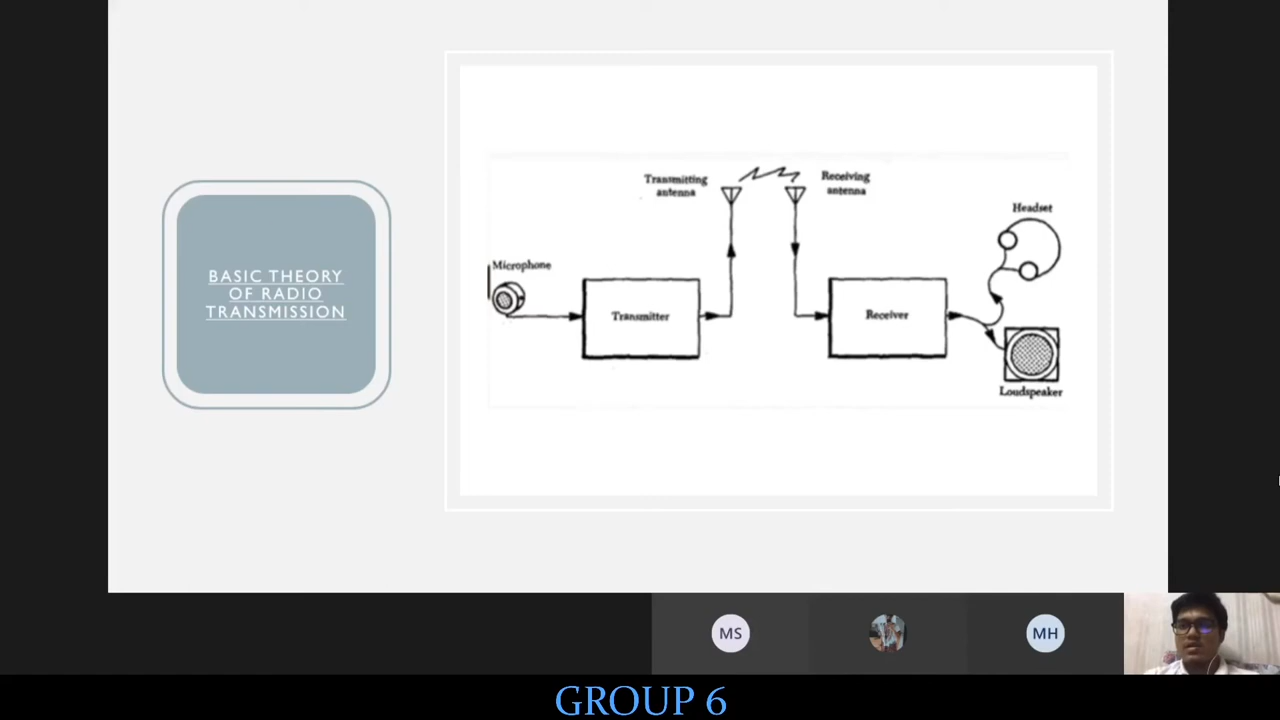 BASIC THEORY
OF RADIO
TRANSMISSION
Transmitting
antenna
Receiving
antenna
Headset
Microphone
Transmitter
Receiver
Loudspeaker
MS
MH
GROUP 6